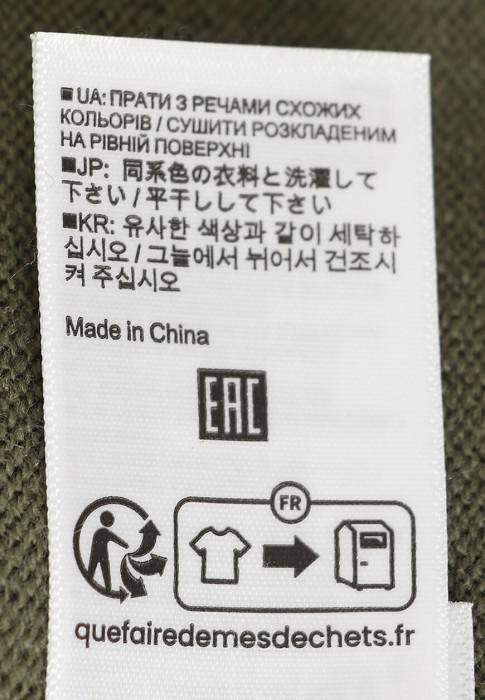 ■ UA: ПРАТИ З РЕЧАМИ СХОЖИХ
КОЛЬОРІВ / СУШИТИ РОЗКЛАДЕНИМ
НА РІВНІЙ ПОВЕРХНІ
■JP: 同系色の衣料と洗濯して
下さい / 平干しして下さい
■KR: 유사한 색상과 같이 세탁하
십시오 / 그늘에서 뉘어서 건조시
켜 주십시오
Made in China
EAC
FR
quefairedemesdechets.fr